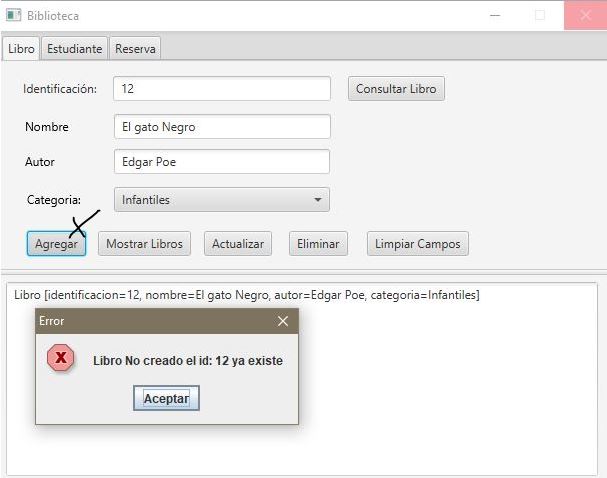 Biblioteca
Libro Estudiante Reserva
Identificación: 12 Consultar Libro
Nombre El gato Negro
Autor Edgar Poe
Categoria: Infantiles
Agregar Mostrar Libros Actualizar Eliminar Limpiar Campos
Libro [identificacion=12, nombre=El gato Negro, autor=Edgar Poe, categoria=Infantiles]
Error
X Libro No creado el id: 12 ya existe
Aceptar